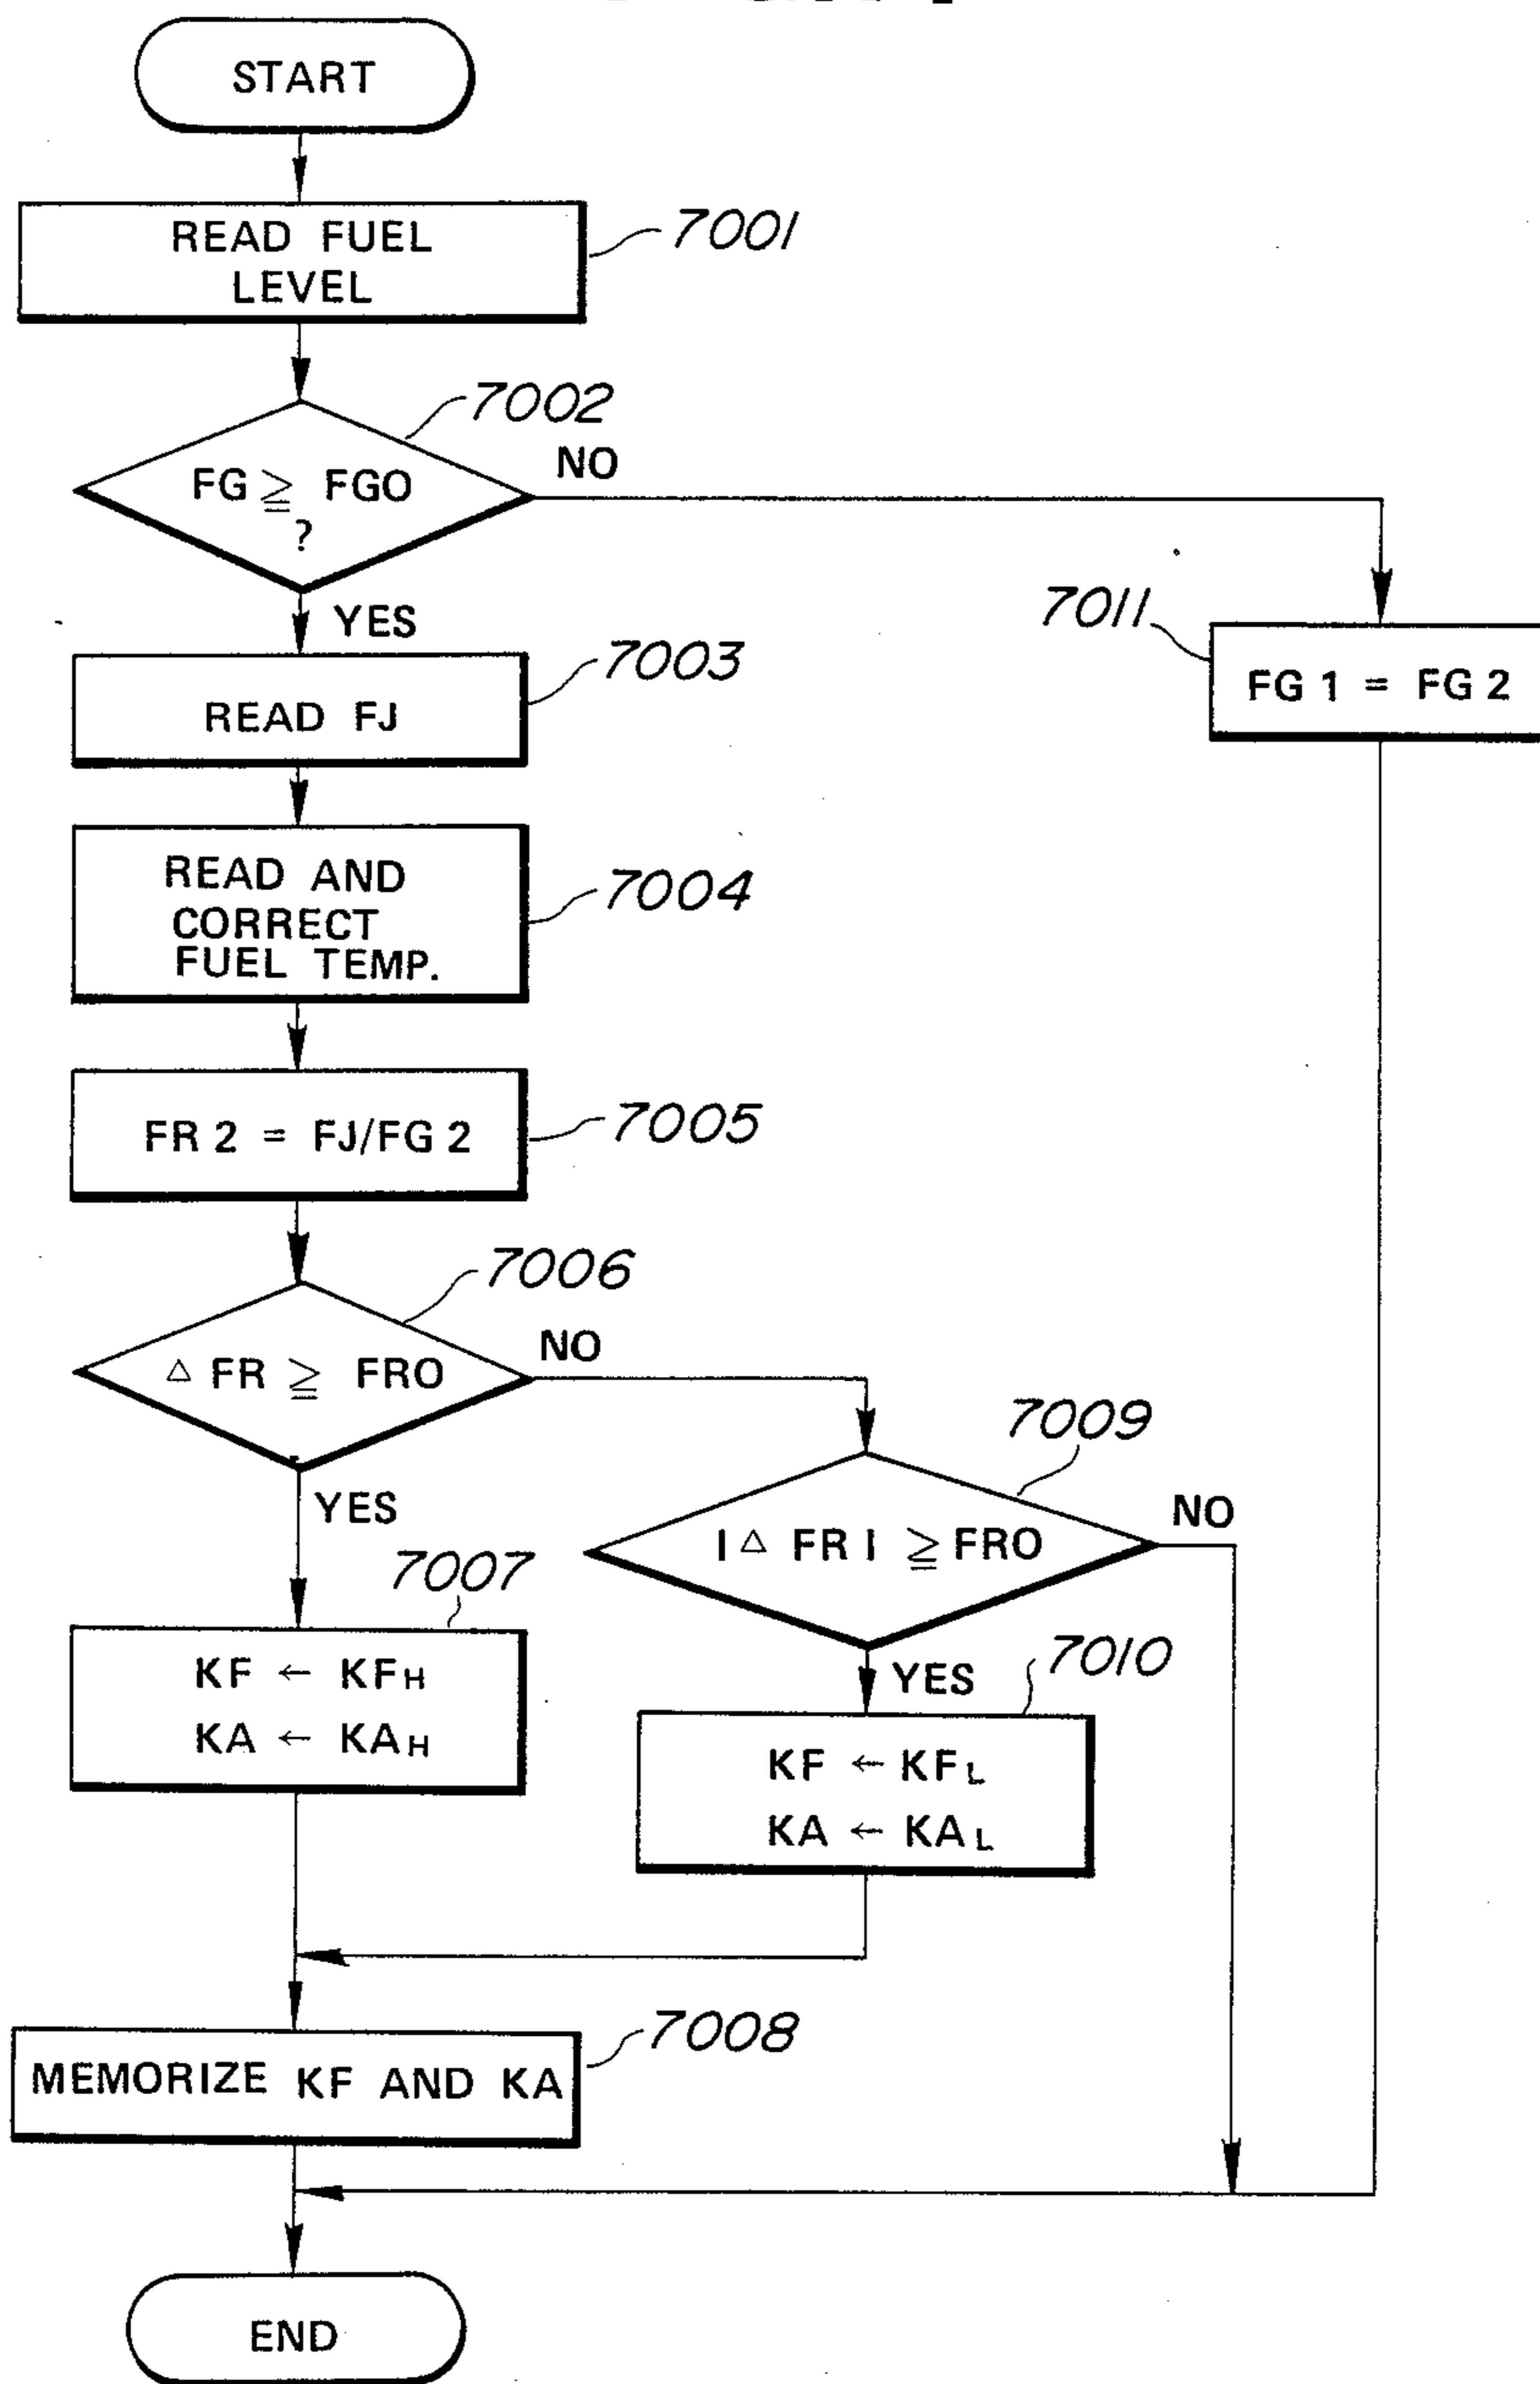 START
READ FUEL
LEVEL
7001
7002
FG ≧ FGO
?
NO
YES
7003
READ FJ
7011
FG 1 = FG 2
READ AND
CORRECT
FUEL TEMP.
7004
FR 2 = FJ/FG 2
7005
7006
△ FR ≧ FRO
NO
YES
7009
I △ FR I ≧ FRO
NO
YES
7007
KF ← KFH
KA ← KAH
7010
KF ← KFL
KA ← KAL
MEMORIZE KF AND KA
7008
END